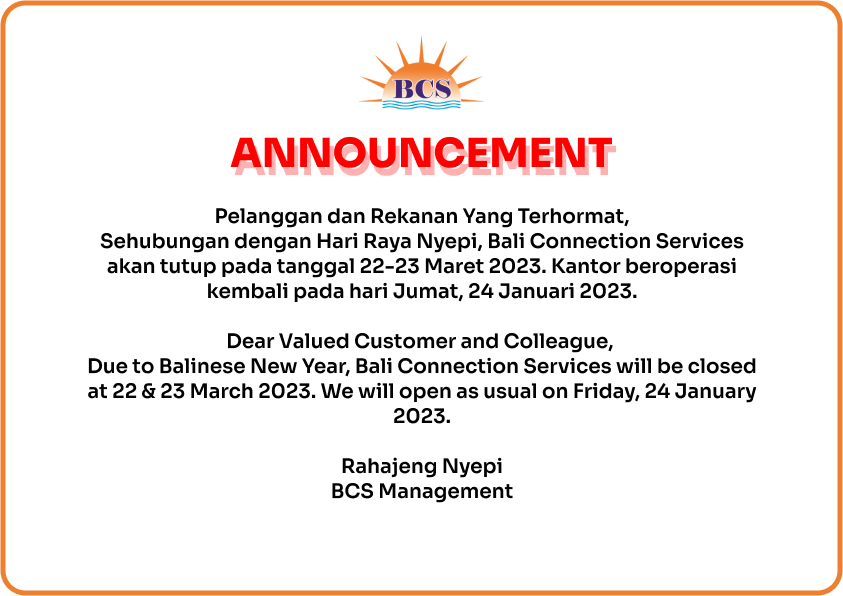 BCS
ANNOUNCEMENT
Pelanggan dan Rekanan Yang Terhormat,
Sehubungan dengan Hari Raya Nyepi, Bali Connection Services
akan tutup pada tanggal 22-23 Maret 2023. Kantor beroperasi
kembali pada hari Jumat, 24 Januari 2023.
Dear Valued Customer and Colleague,
Due to Balinese New Year, Bali Connection Services will be closed
at 22 & 23 March 2023. We will open as usual on Friday, 24 January
2023.
Rahajeng Nyepi
BCS Management